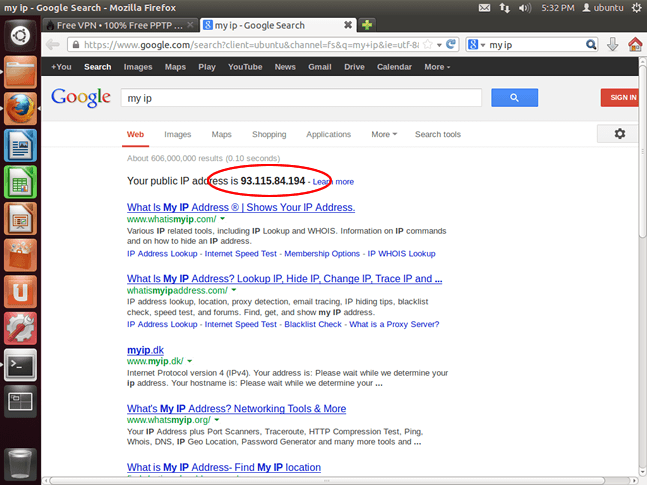 my ip - Google Search - Mozilla Firefox
5:32 PM ubuntu
Free VPN • 100% Free PPTP ...
my ip - Google Search
https://www.google.com/search?client=ubuntu&channel=fs&q=my+ip&ie=utf-8
my ip
+You Search Images Maps Play YouTube News Gmail Drive Calendar More
Google
my ip
SIGN IN
Web Images Maps Shopping Applications More Search tools
About 606,000,000 results (0.10 seconds)
Your public IP address is 93.115.84.194 - Learn more
What Is My IP Address ® | Shows Your IP Address.
www.whatismyip.com/
Various IP related tools, including IP Lookup and WHOIS. Information on IP commands
and on how to hide an IP address.
IP Address Lookup - Internet Speed Test - Membership Options - IP WHOIS Lookup
What Is My IP Address? Lookup IP, Hide IP, Change IP, Trace IP and ...
whatismyipaddress.com/
IP address lookup, location, proxy detection, email tracing, IP hiding tips, blacklist
check, speed test, and forums. Find, get, and show my IP address.
IP Address Lookup - Internet Speed Test - Blacklist Check - What is a Proxy Server?
myip.dk
www.myip.dk/
Internet Protocol version 4 (IPv4). Your address is: Please wait while we determine your
ip address. Your hostname is: Please wait while we determine your ...
What's My IP Address? Networking Tools & More
www.whatsmyip.org/
Your IP Address plus Port Scanners, Traceroute, HTTP Compression Test, Ping,
Whois, DNS, IP Geo Location, Password Generator and many more tools and ...
What is My IP Address- Find My IP location